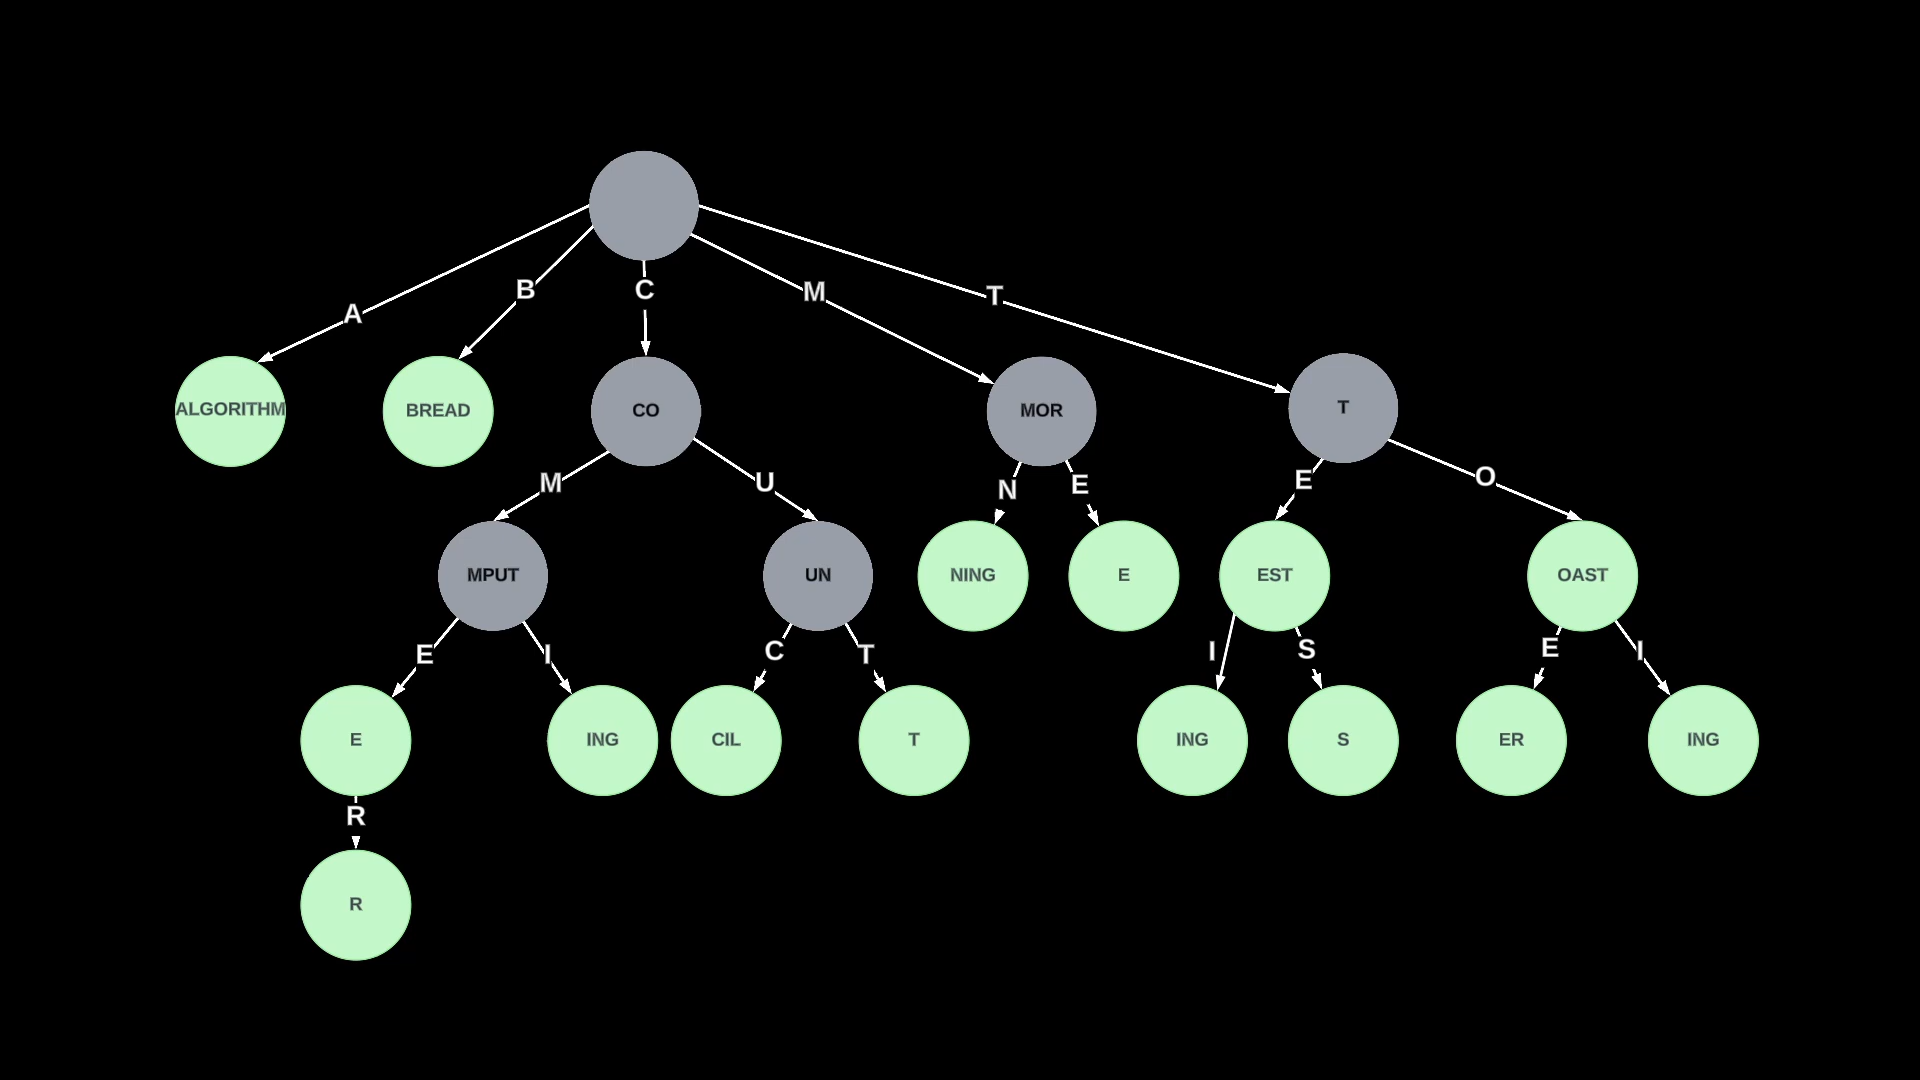 A
B
C
M
T
ALGORITHM
BREAD
CO
MOR
T
M
U
N
E
E
O
MPUT
UN
NING
E
EST
OAST
E
I
C
T
I
S
E
I
E
ING
CIL
T
ING
S
ER
ING
R
R